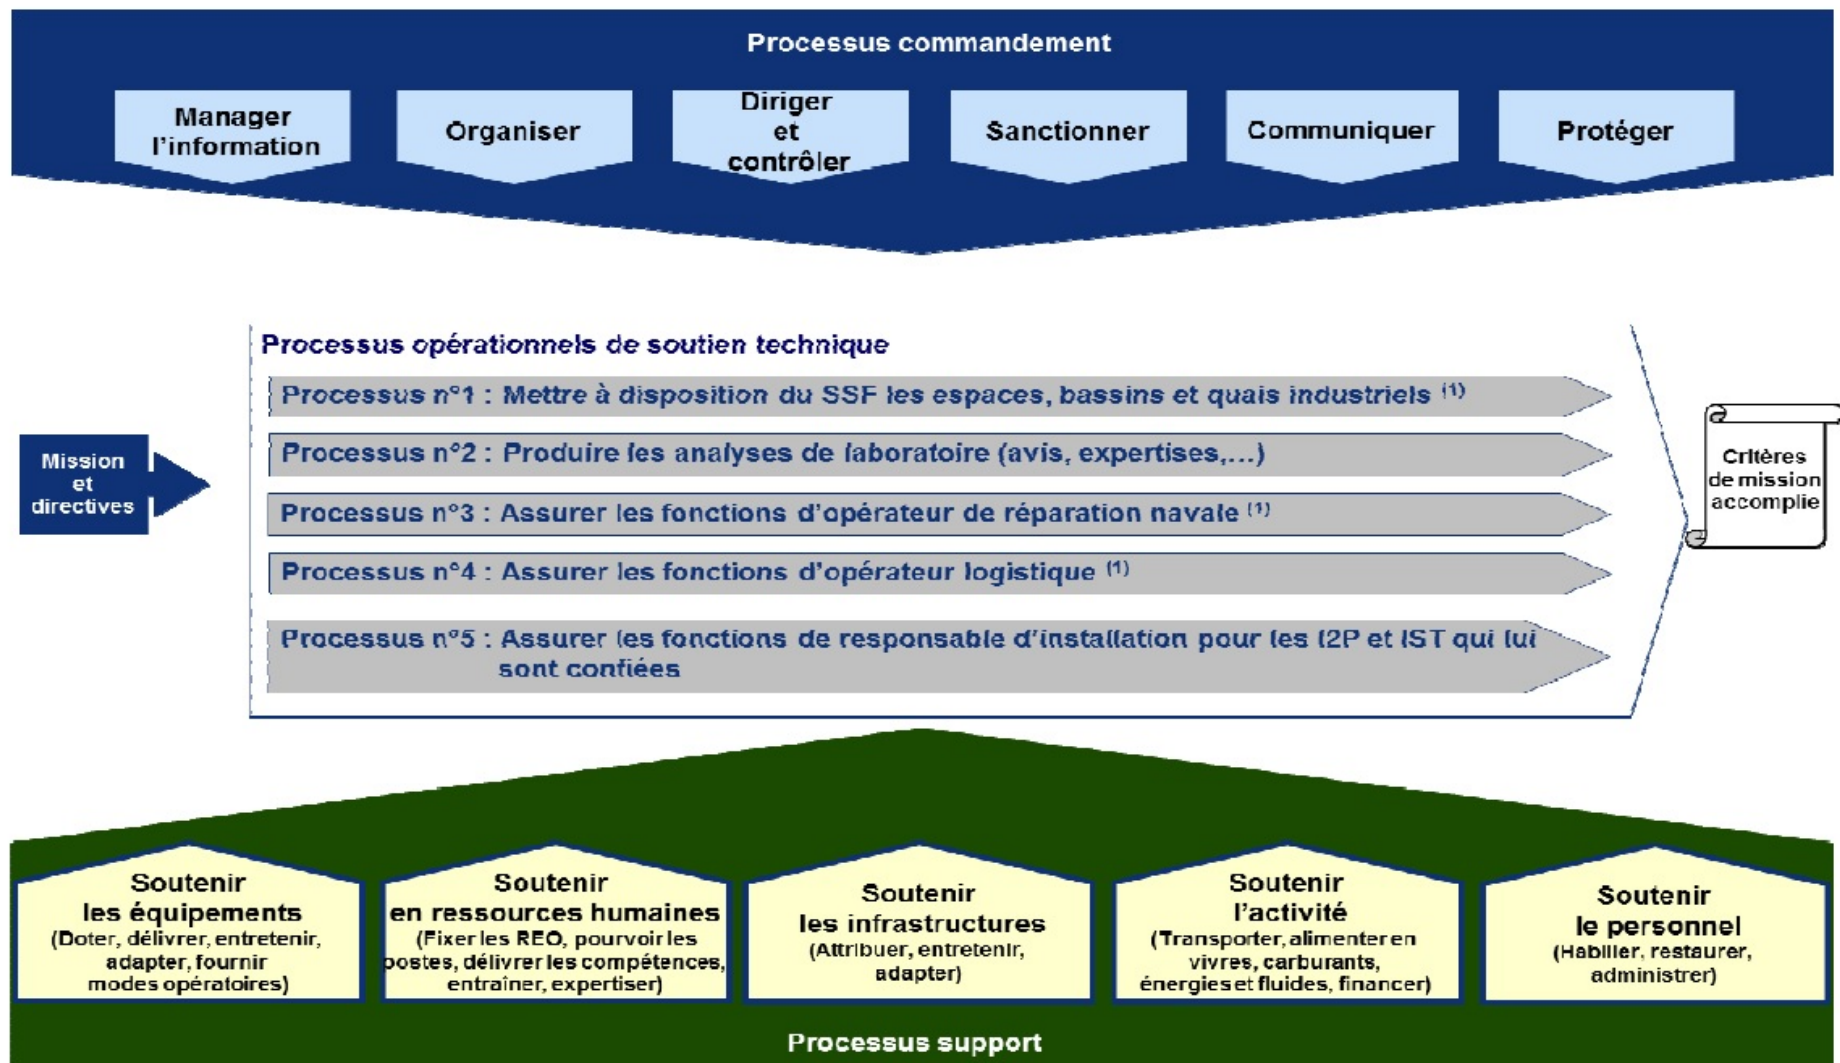 Processus commandement
Manager
l'information
Organiser
Diriger
et
contrôler
Sanctionner
Communiquer
Protéger
Processus opérationnels de soutien technique
Processus n°1 : Mettre à disposition du SSF les espaces, bassins et quais industriels (1)
Processus n°2 : Produire les analyses de laboratoire (avis, expertises,...)
Processus n°3 : Assurer les fonctions d'opérateur de réparation navale (1)
Processus n°4 : Assurer les fonctions d'opérateur logistique (1)
Processus n°5 : Assurer les fonctions de responsable d'installation pour les I2P et IST qui lui
sont confiées
Mission
et
directives
Critères
de mission
accomplie
Soutenir
les équipements
(Doter, délivrer, entretenir,
adapter, fournir
modes opératoires)
Soutenir
en ressources humaines
(Fixer les REO, pourvoir les
postes, délivrer les compétences,
entraîner, expertiser)
Soutenir
les infrastructures
(Attribuer, entretenir,
adapter)
Soutenir
l'activité
(Transporter, alimenter en
vivres, carburants,
énergies et fluides, financer)
Soutenir
le personnel
(Habiller, restaurer,
administrer)
Processus support